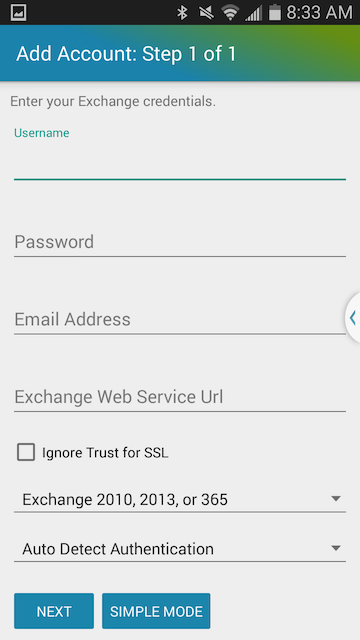 8:33 AM
Add Account: Step 1 of 1
Enter your Exchange credentials.
Username
Password
Email Address
Exchange Web Service Url
Ignore Trust for SSL
Exchange 2010, 2013, or 365
Auto Detect Authentication
NEXT SIMPLE MODE